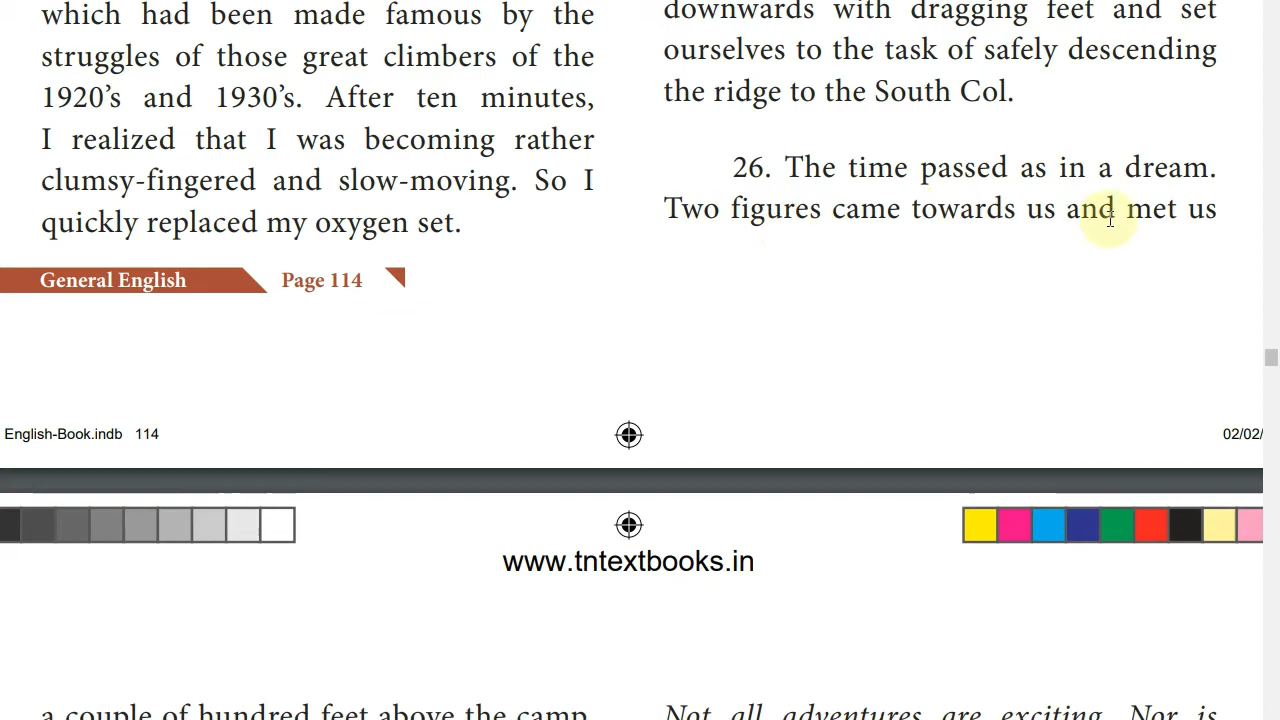 which had been made famous by the
struggles of those great climbers of the
1920’s and 1930’s. After ten minutes,
I realized that I was becoming rather
clumsy-fingered and slow-moving. So I
quickly replaced my oxygen set.
downwards with dragging feet and set
ourselves to the task of safely descending
the ridge to the South Col.
26. The time passed as in a dream.
Two figures came towards us and met us
General English Page 114
English-Book.indb 114
02/02/
www.tntextbooks.in
a couple of hundred feet above the camp.
Not all adventures are exciting. Nor is